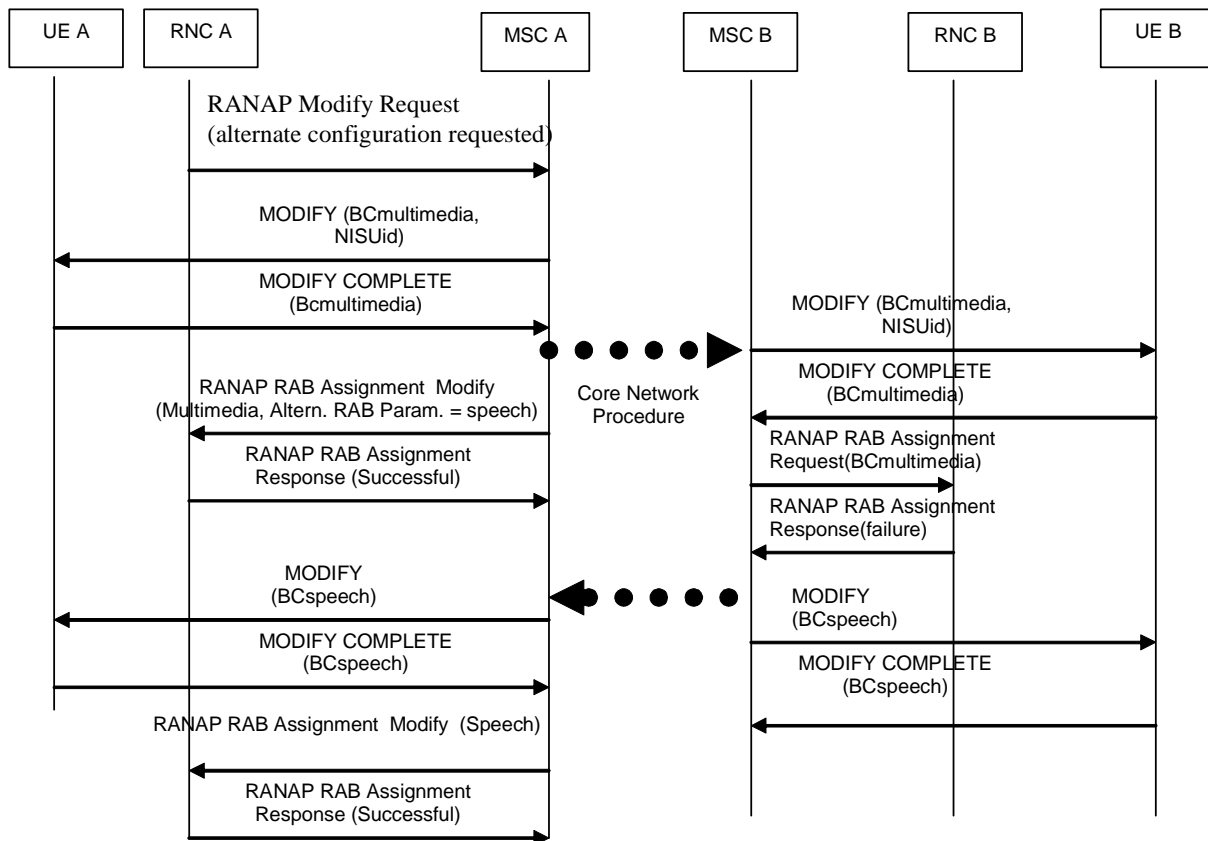 UE A
RNC A
MSC A
MSC B
RNC B
UE B
RANAP Modify Request
(alternate configuration requested)
MODIFY (BCmultimedia,
NISUid)
MODIFY COMPLETE
(Bcmultimedia)
MODIFY (BCmultimedia,
NISUid)
RANAP RAB Assignment Modify
(Multimedia, Altern. RAB Param. = speech)
Core Network
Procedure
MODIFY COMPLETE
(BCmultimedia)
RANAP RAB Assignment
Response (Successful)
RANAP RAB Assignment
Request(BCmultimedia)
RANAP RAB Assignment
Response(failure)
MODIFY
(BCspeech)
MODIFY
(BCspeech)
MODIFY COMPLETE
(BCspeech)
MODIFY COMPLETE
(BCspeech)
RANAP RAB Assignment Modify (Speech)
RANAP RAB Assignment
Response (Successful)